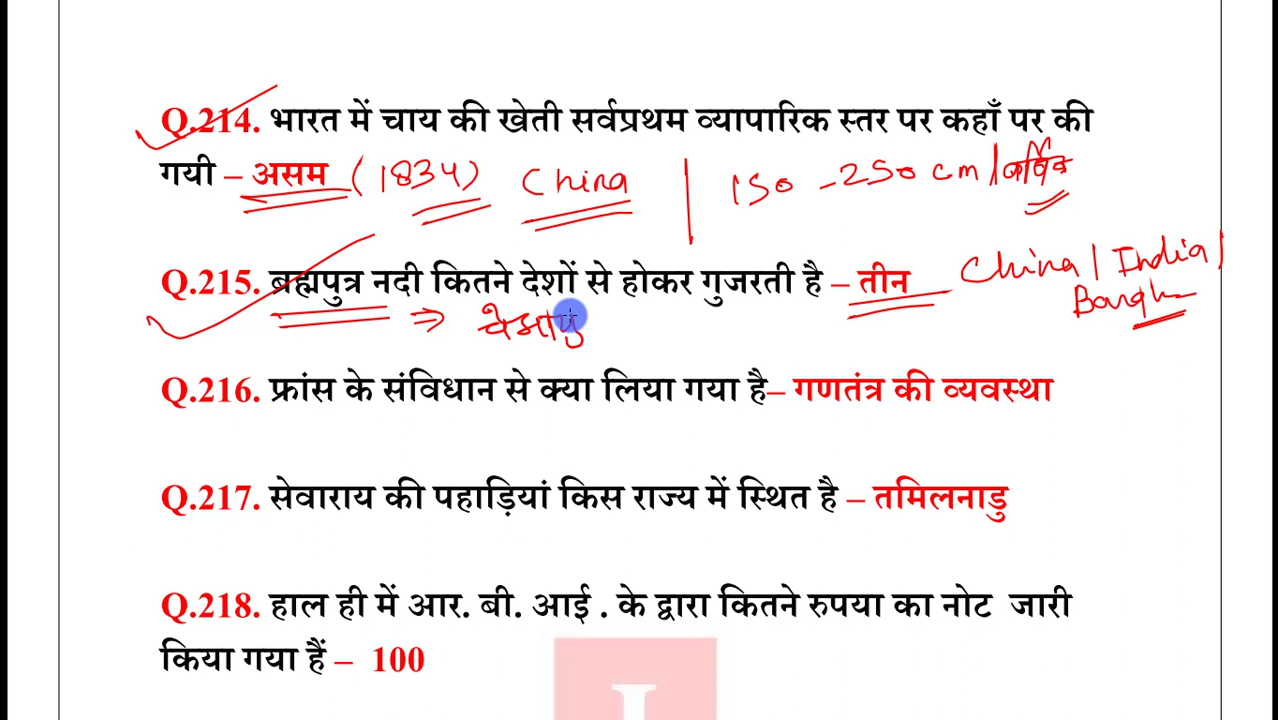 Q.214. भारत में चाय की खेती सर्वप्रथम व्यापारिक स्तर पर कहाँ पर की
गयी – असम (1834) China | 150 - 250 cm / वार्षिक
Q.215. ब्रह्मपुत्र नदी कितने देशों से होकर गुजरती है – तीन China / India /
⇒
Q.216. फ्रांस के संविधान से क्या लिया गया है– गणतंत्र की व्यवस्था
Q.217. सेवाराय की पहाड़ियां किस राज्य में स्थित है – तमिलनाडु
Q.218. हाल ही में आर. बी. आई . के द्वारा कितने रुपया का नोट जारी
किया गया हैं – 100